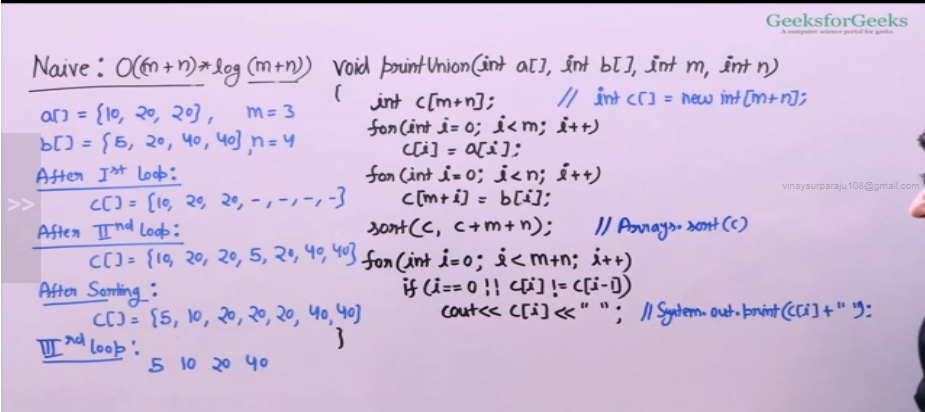 GeeksforGeeks
A computer science portal for geeks
Naive : O((m+n)*log (m+n))
a[] = {10, 20, 20}, m=3
b[] = {5, 20, 40, 40}, n=4
After Ist loop:
c[] = {10, 20, 20, -, -, -, -}
After IInd Loop:
c[] = {10, 20, 20, 5, 20, 40, 40}
After Sorting :
c[] = {5, 10, 20, 20, 20, 40, 40}
IIIrd loop:
5 10 20 40
void printUnion(int a[], int b[], int m, int n)
{
int c[m+n]; // int c[] = new int[m+n];
for(int i=0; i<m; i++)
c[i] = a[i];
for(int i=0; i<n; i++)
c[m+i] = b[i];
sort(c, c+m+n); // Arrays.sort(c)
for(int i=0; i<m+n; i++)
if(i==0 || c[i] != c[i-1])
cout<< c[i]<<" "; // System.out.print(c[i]+" ");
}
>>
vinaysurparaju108@gmail.com